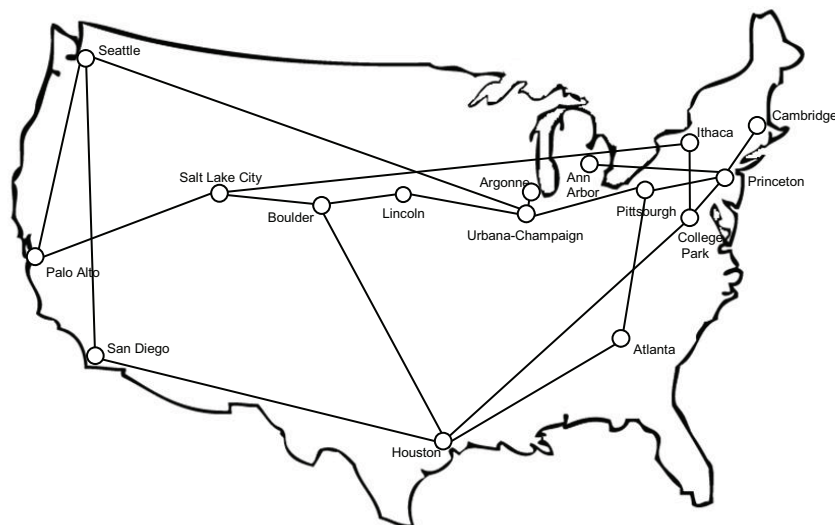 Seattle
Cambridge
Ithaca
Salt Lake City
Argonne
Ann
Arbor
Princeton
Boulder
Lincoln
Pittsburgh
Urbana-Champaign
College
Park
Palo Alto
San Diego
Atlanta
Houston